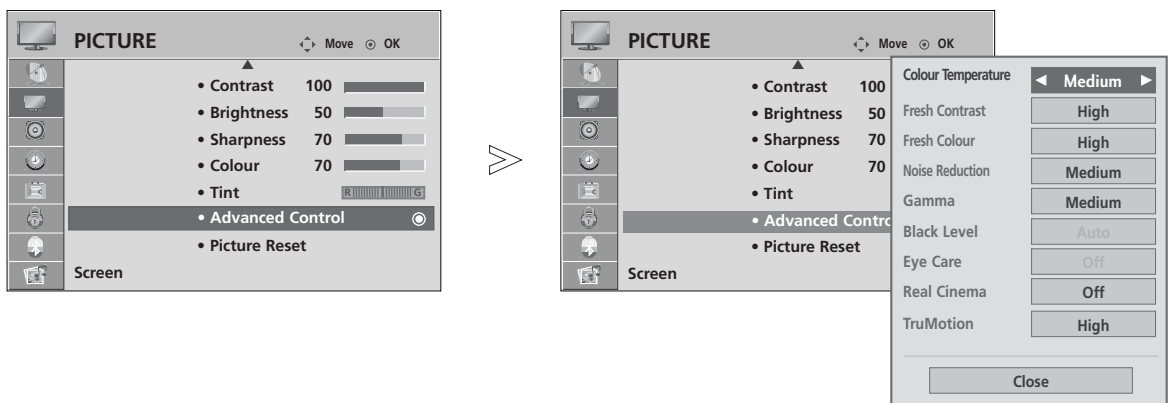 PICTURE Move OK
• Contrast 100
• Brightness 50
• Sharpness 70
• Colour 70
• Tint R G
• Advanced Control
• Picture Reset
Screen
PICTURE Move OK
• Contrast 100
• Brightness 50
• Sharpness 70
• Colour 70
• Tint
• Advanced Contro
• Picture Reset
Screen
Colour Temperature Medium
Fresh Contrast High
Fresh Colour High
Noise Reduction Medium
Gamma Medium
Black Level Auto
Eye Care Off
Real Cinema Off
TruMotion High
Close